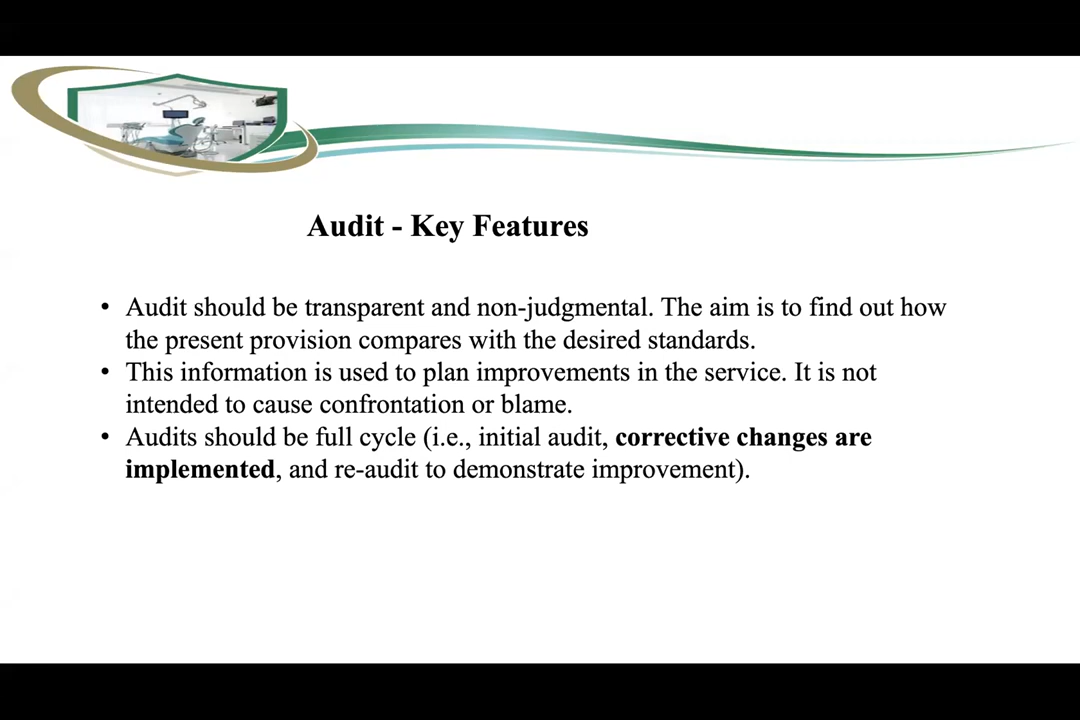 Audit - Key Features
• Audit should be transparent and non-judgmental. The aim is to find out how
the present provision compares with the desired standards.
• This information is used to plan improvements in the service. It is not
intended to cause confrontation or blame.
• Audits should be full cycle (i.e., initial audit, corrective changes are
implemented, and re-audit to demonstrate improvement).